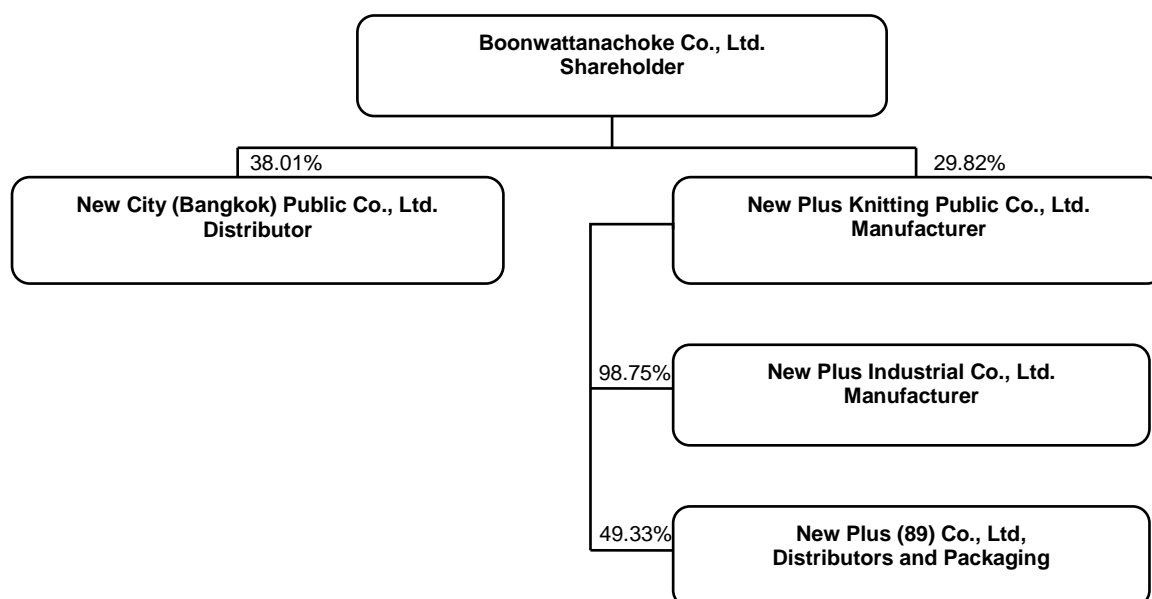 Boonwattanachoke Co., Ltd.
Shareholder
38.01%
29.82%
New City (Bangkok) Public Co., Ltd.
Distributor
New Plus Knitting Public Co., Ltd.
Manufacturer
98.75%
New Plus Industrial Co., Ltd.
Manufacturer
49.33%
New Plus (89) Co., Ltd,
Distributors and Packaging